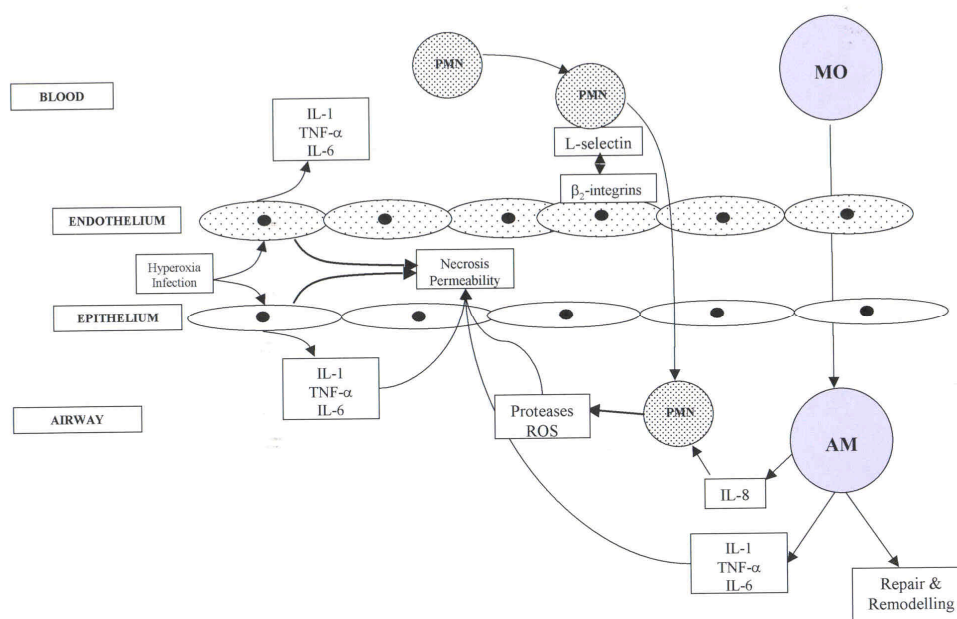 PMN
PMN
MO
BLOOD
IL-1
TNF-α
IL-6
L-selectin
β₂-integrins
ENDOTHELIUM
Hyperoxia
Infection
Necrosis
Permeability
EPITHELIUM
IL-1
TNF-α
IL-6
AIRWAY
Proteases
ROS
PMN
AM
IL-8
IL-1
TNF-α
IL-6
Repair &
Remodelling